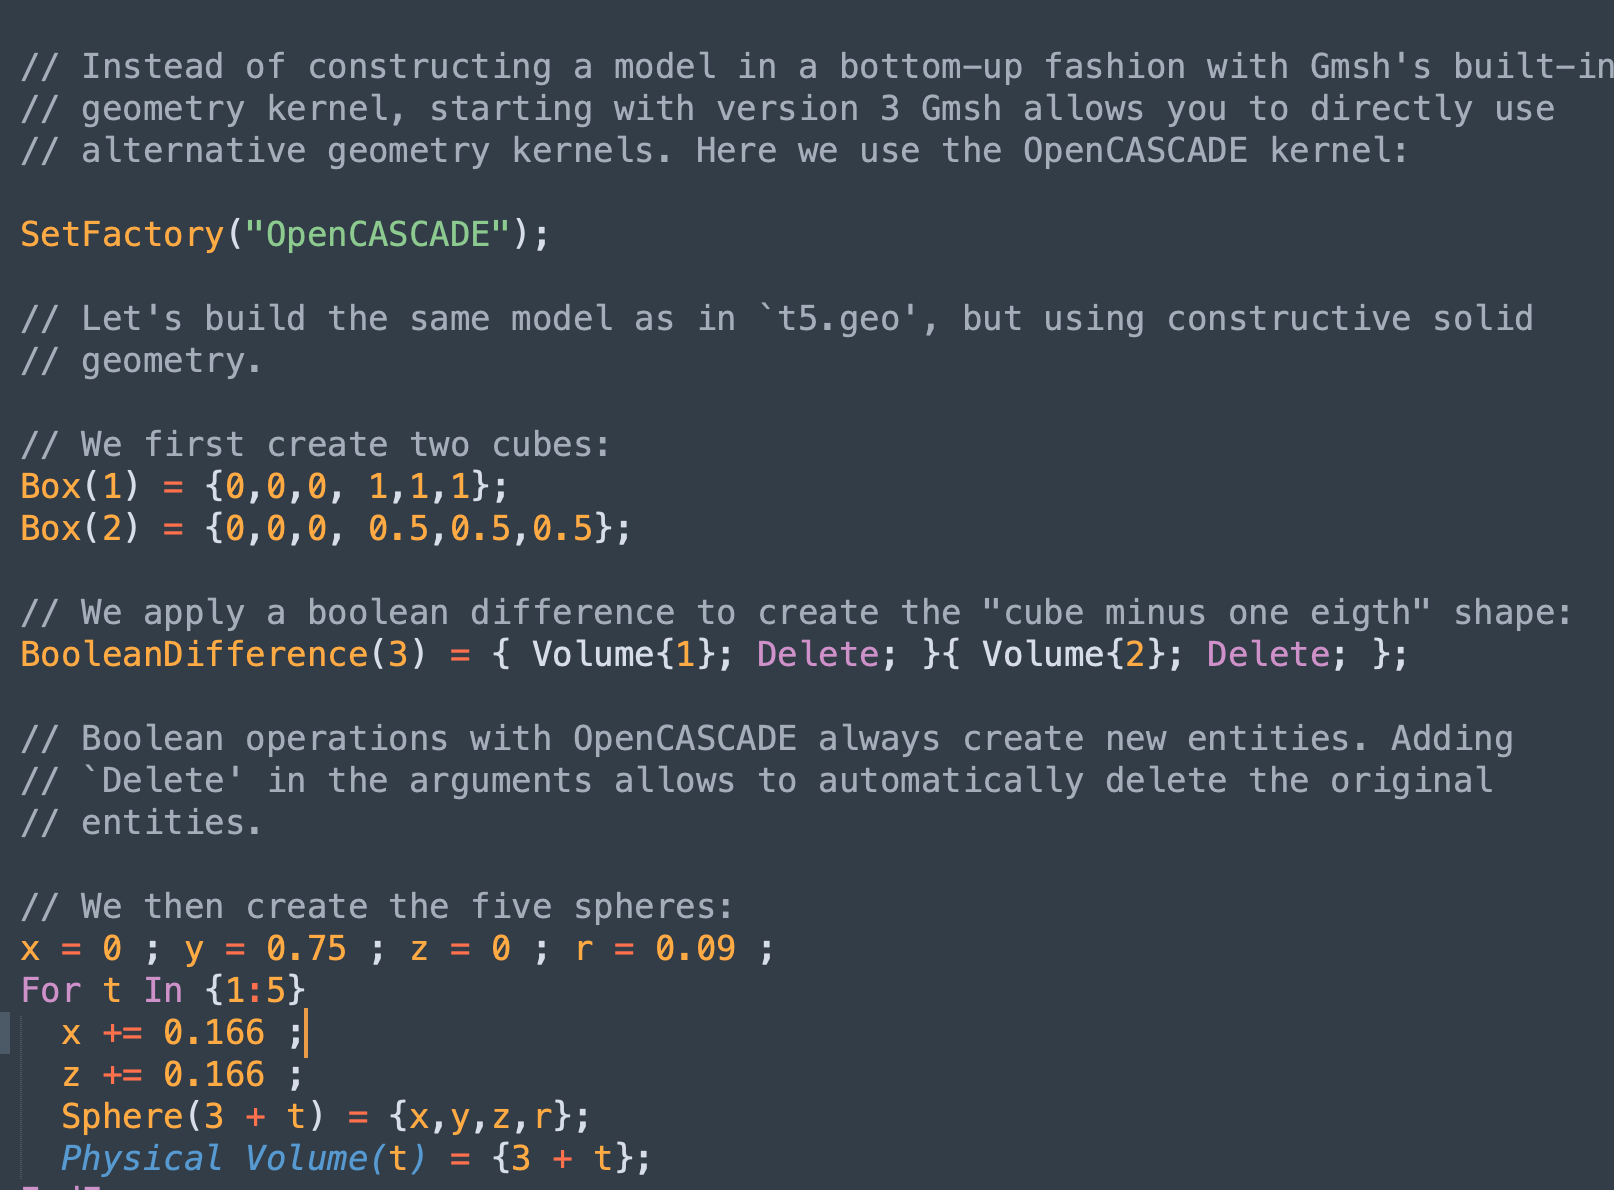 // Instead of constructing a model in a bottom-up fashion with Gmsh's built-in
// geometry kernel, starting with version 3 Gmsh allows you to directly use
// alternative geometry kernels. Here we use the OpenCASCADE kernel:
SetFactory("OpenCASCADE");
// Let's build the same model as in `t5.geo', but using constructive solid
// geometry.
// We first create two cubes:
Box(1) = {0,0,0, 1,1,1};
Box(2) = {0,0,0, 0.5,0.5,0.5};
// We apply a boolean difference to create the "cube minus one eigth" shape:
BooleanDifference(3) = { Volume{1}; Delete; }{ Volume{2}; Delete; };
// Boolean operations with OpenCASCADE always create new entities. Adding
// `Delete' in the arguments allows to automatically delete the original
// entities.
// We then create the five spheres:
x = 0 ; y = 0.75 ; z = 0 ; r = 0.09 ;
For t In {1:5}
  x += 0.166 ;
  z += 0.166 ;
  Sphere(3 + t) = {x,y,z,r};
  Physical Volume(t) = {3 + t};